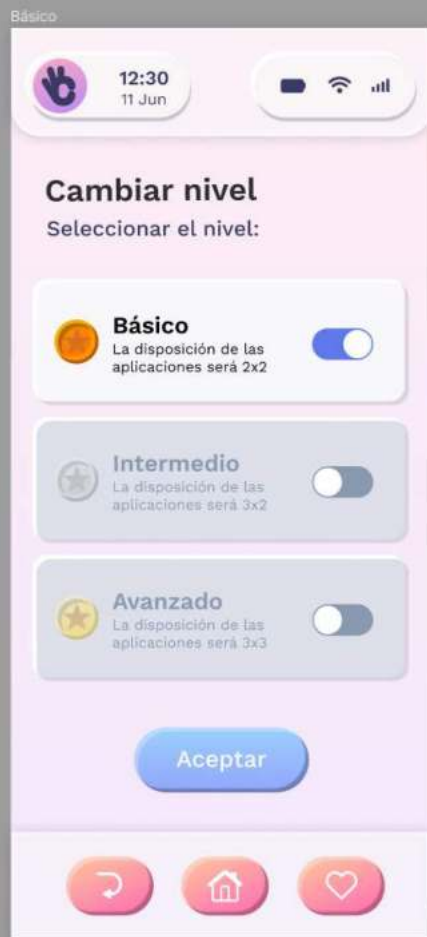 Básico
12:30
11 Jun
Cambiar nivel
Seleccionar el nivel:
Básico
La disposición de las
aplicaciones será 2x2
Intermedio
La disposición de las
aplicaciones será 3x2
Avanzado
La disposición de las
aplicaciones será 3x3
Aceptar